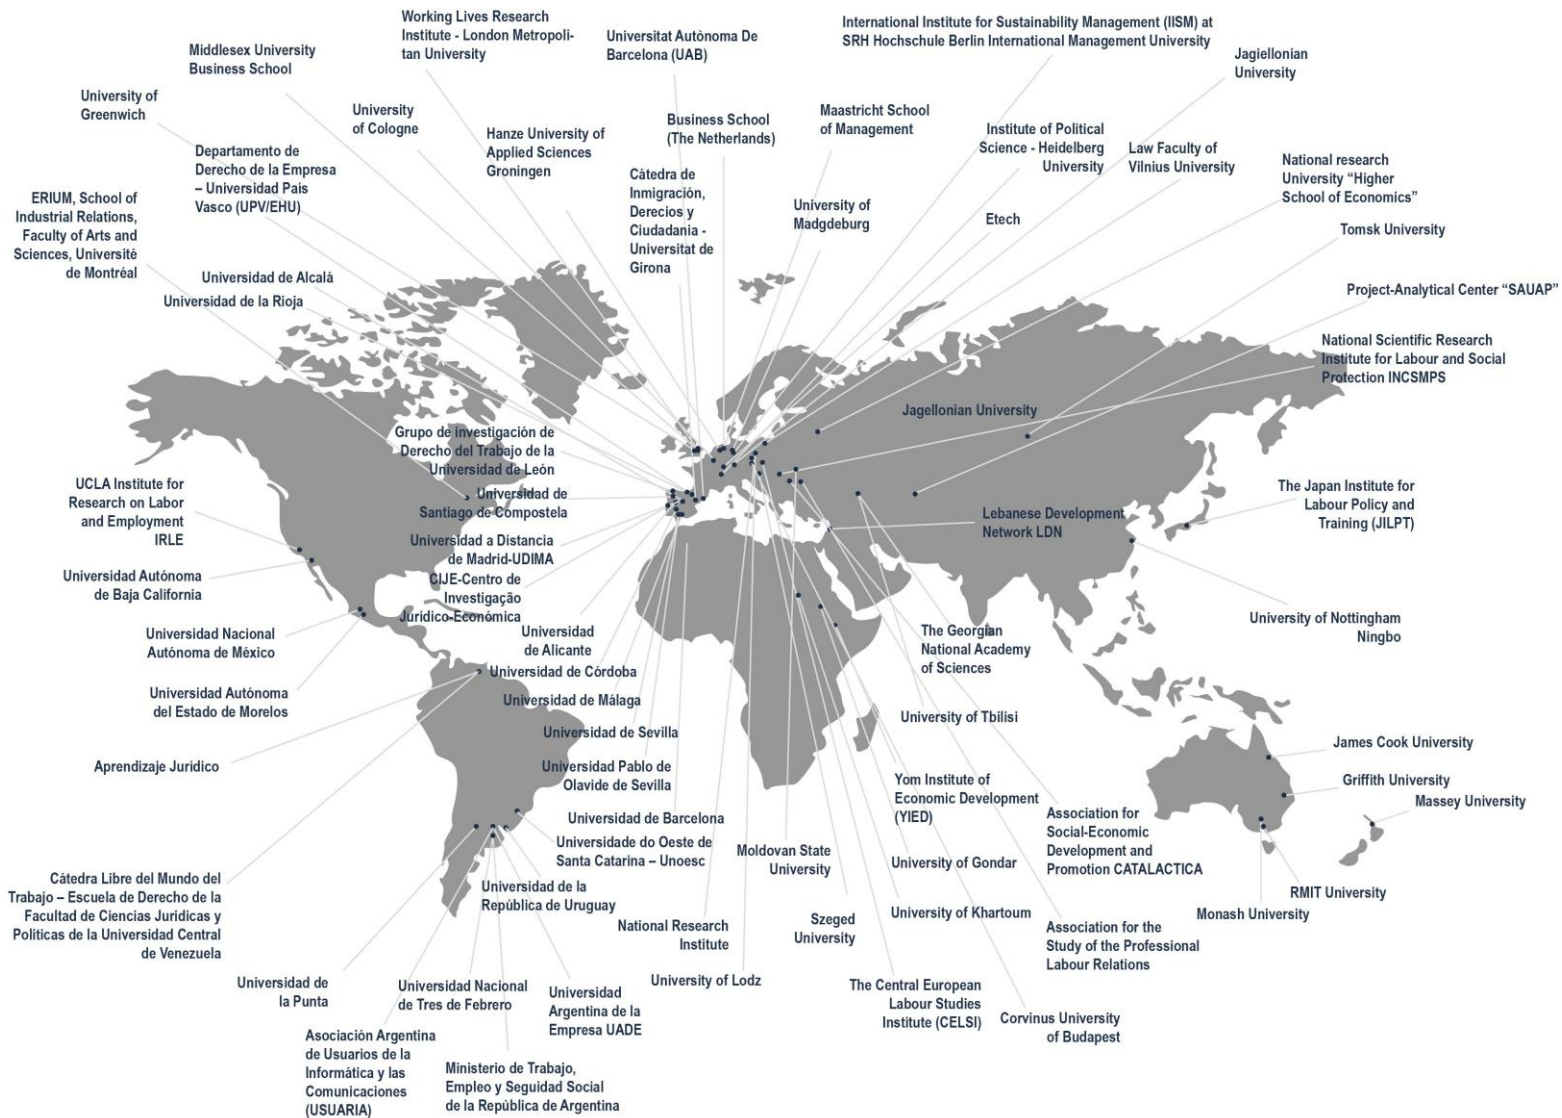 Working Lives Research
Institute - London Metropoli-
tan University
Middlesex University
Business School
Universitat Autònoma De
Barcelona (UAB)
International Institute for Sustainability Management (IISM) at
SRH Hochschule Berlin International Management University
Jagiellonian
University
University of
Greenwich
University
of Cologne
Hanze University of
Applied Sciences
Groningen
Business School
(The Netherlands)
Maastricht School
of Management
Institute of Political
Science - Heidelberg
University
Law Faculty of
Vilnius University
National research
University “Higher
School of Economics”
Departamento de
Derecho de la Empresa
– Universidad Pais
Vasco (UPV/EHU)
Cátedra de
Inmigración,
Derecios y
Ciudadania -
Universitat de
Girona
University of
Madgdeburg
Etech
Tomsk University
ERIUM, School of
Industrial Relations,
Faculty of Arts and
Sciences, Université
de Montréal
Universidad de Alcalá
Universidad de la Rioja
Project-Analytical Center “SAUAP”
National Scientific Research
Institute for Labour and Social
Protection INCSMPS
Jagellonian University
Grupo de investigación de
Derecho del Trabajo de la
Universidad de León
UCLA Institute for
Research on Labor
and Employment
IRLE
Universidad de
Santiago de Compostela
Lebanese Development
Network LDN
The Japan Institute for
Labour Policy and
Training (JILPT)
Universidad a Distancia
de Madrid-UDIMA
CIJE-Centro de
Investigação
Jurídico-Económica
Universidad Autónoma
de Baja California
Universidad Nacional
Autónoma de México
Universidad
de Alicante
The Georgian
National Academy
of Sciences
University of Nottingham
Ningbo
Universidad de Córdoba
Universidad Autónoma
del Estado de Morelos
Universidad de Málaga
University of Tbilisi
Universidad de Sevilla
James Cook University
Aprendizaje Juridico
Universidad Pablo de
Olavide de Sevilla
Yom Institute of
Economic Development
(YIED)
Griffith University
Massey University
Universidad de Barcelona
Association for
Social-Economic
Development and
Promotion CATALACTICA
Universidade do Oeste de
Santa Catarina – Unoesc
Moldovan State
University
University of Gondar
Cátedra Libre del Mundo del
Trabajo – Escuela de Derecho de la
Facultad de Ciencias Juridicas y
Politicas de la Universidad Central
de Venezuela
Universidad de la
Repùblica de Uruguay
RMIT University
Monash University
National Research
Institute
Szeged
University
University of Khartoum
Association for the
Study of the Professional
Labour Relations
Universidad de
la Punta
Universidad Nacional
de Tres de Febrero
Universidad
Argentina de la
Empresa UADE
University of Lodz
The Central European
Labour Studies
Institute (CELSI)
Corvinus University
of Budapest
Asociación Argentina
de Usuarios de la
Informática y las
Comunicaciones
(USUARIA)
Ministerio de Trabajo,
Empleo y Seguidad Social
de la Repùblica de Argentina